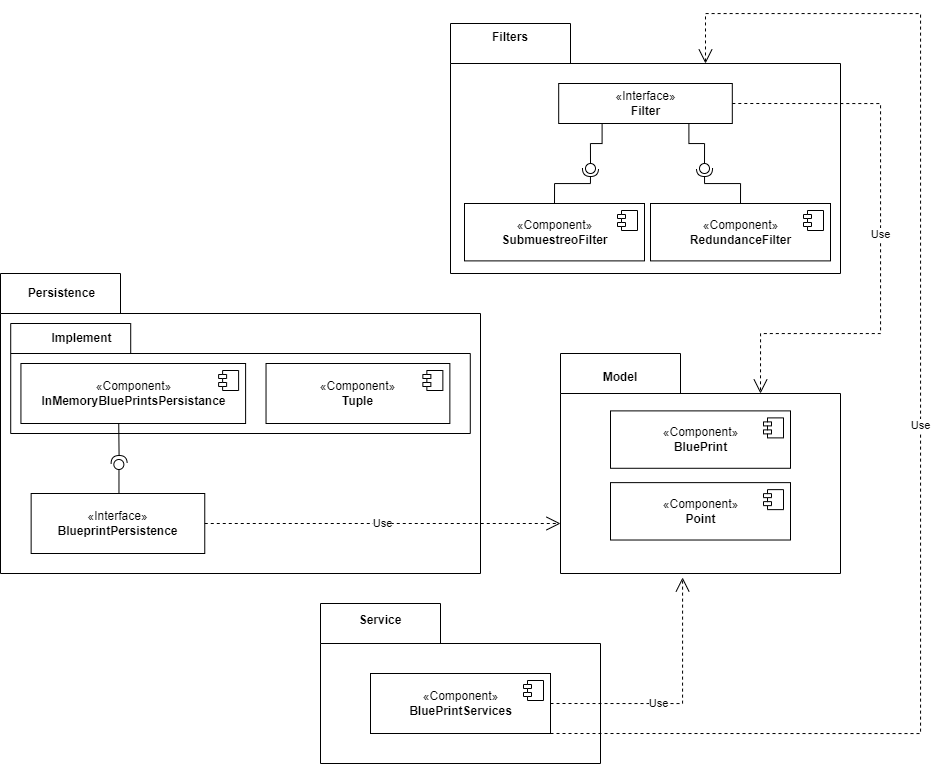 Filters
«Interface»
Filter
«Component»
SubmuestreoFilter
«Component»
RedundanceFilter
Use
Persistence
Implement
«Component»
InMemoryBluePrintsPersistance
«Component»
Tuple
«Interface»
BlueprintPersistence
Use
Model
«Component»
BluePrint
«Component»
Point
Use
Service
«Component»
BluePrintServices
Use